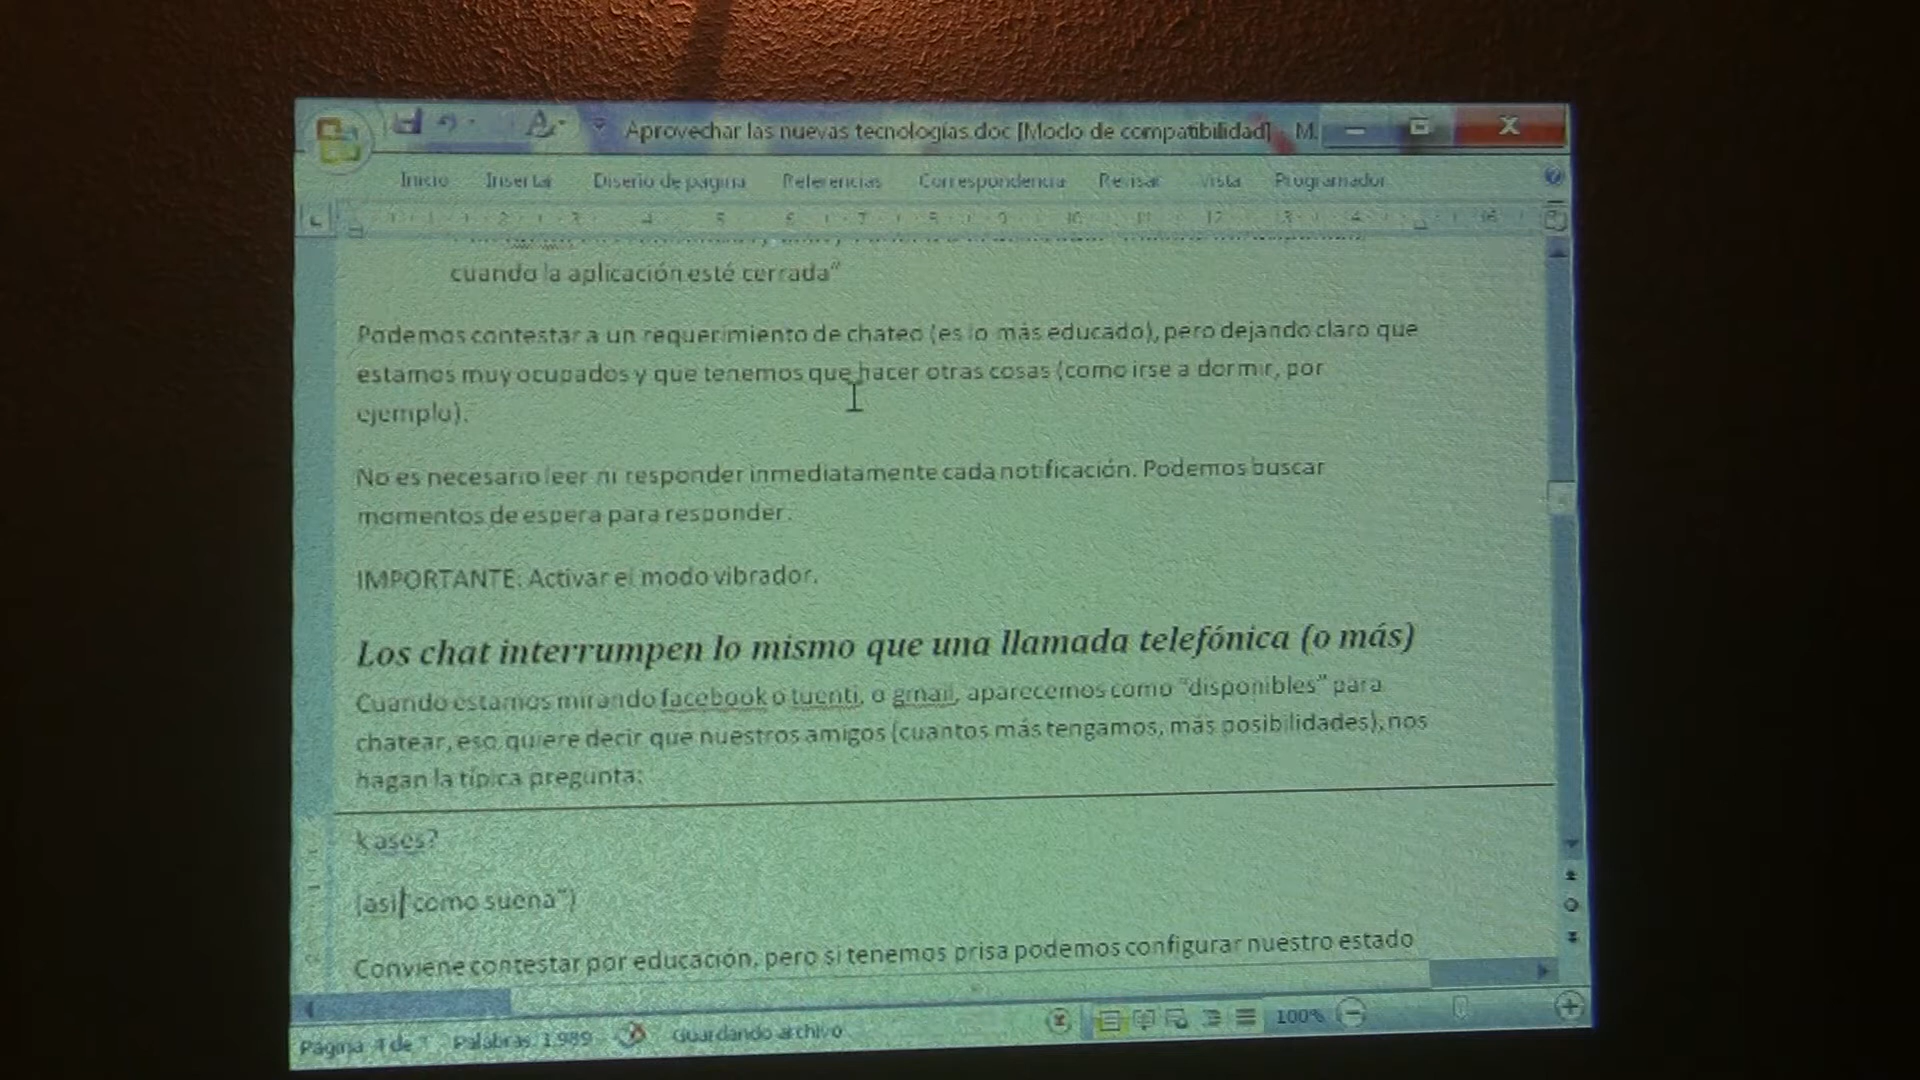 Aprovechar las nuevas tecnologías.doc [Modo de compatibilidad] - M.
Inicio Insertar Diseño de página Referencias Correspondencia Revisar Vista Programador
cuando la aplicación esté cerrada"
Podemos contestar a un requerimiento de chateo (es lo más educado), pero dejando claro que
estamos muy ocupados y que tenemos que hacer otras cosas (como irse a dormir, por
ejemplo).
No es necesario leer ni responder inmediatamente cada notificación. Podemos buscar
momentos de espera para responder.
IMPORTANTE: Activar el modo vibrador.
Los chat interrumpen lo mismo que una llamada telefónica (o más)
Cuando estamos mirando facebook o tuenti, o gmail, aparecemos como "disponibles" para
chatear, eso quiere decir que nuestros amigos (cuantos más tengamos, más posibilidades), nos
hagan la típica pregunta:
k ases?
(así como suena")
Conviene contestar por educación, pero si tenemos prisa podemos configurar nuestro estado
Página: 4 de Palabras: 1.989 Guardando archivo 100%